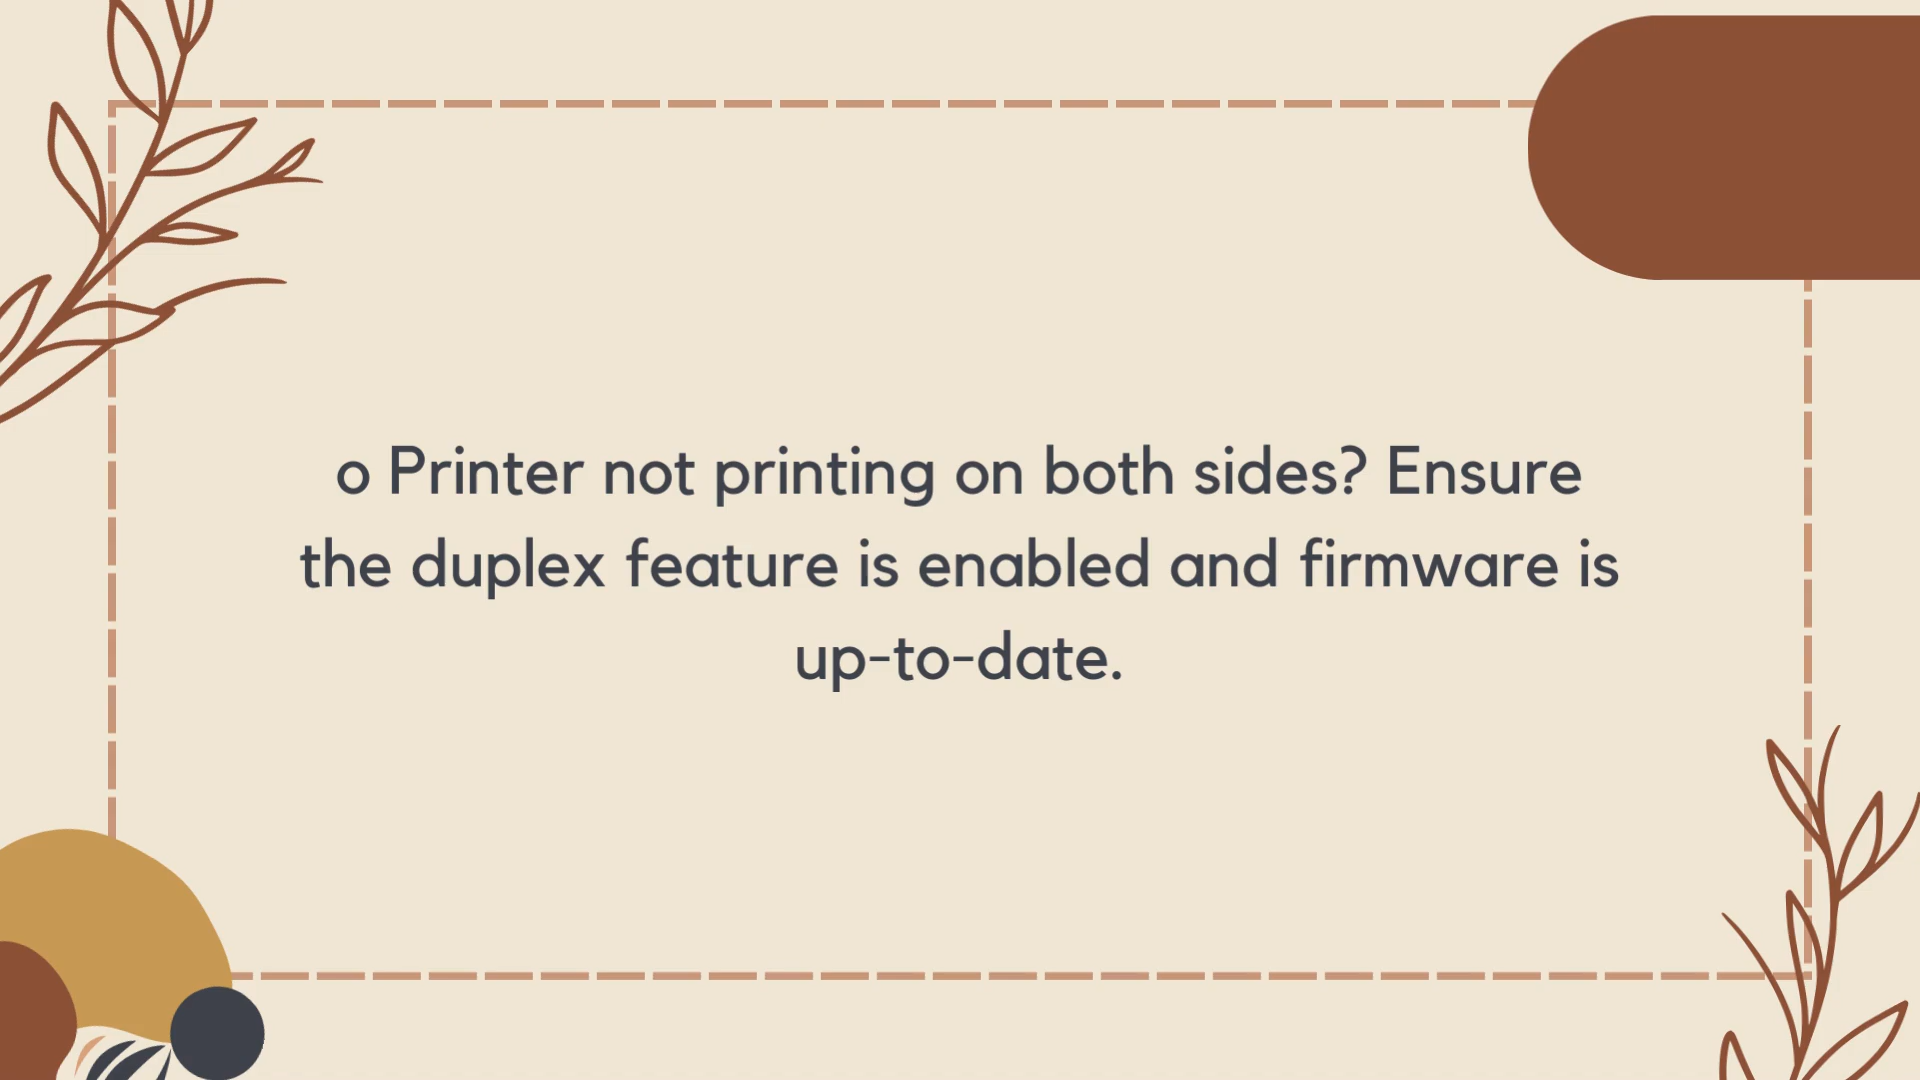 o Printer not printing on both sides? Ensure
the duplex feature is enabled and firmware is
up-to-date.